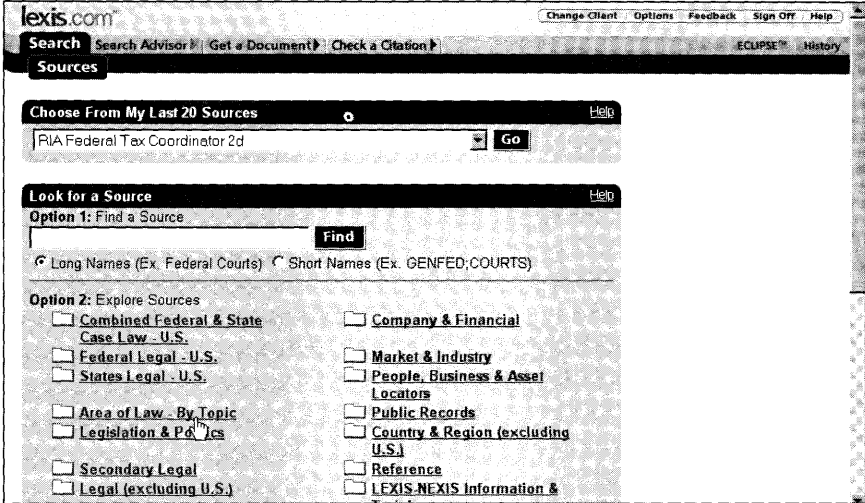 lexis.com™
Change Client Options Feedback Sign Off Help
Search Search Advisor Get a Document Check a Citation
ECLIPSE™ History
Sources
Choose From My Last 20 Sources Help
RIA Federal Tax Coordinator 2d Go
Look for a Source Help
Option 1: Find a Source
Find
Long Names (Ex. Federal Courts) Short Names (Ex. GENFED;COURTS)
Option 2: Explore Sources
Combined Federal & State
Case Law - U.S.
Federal Legal - U.S.
States Legal - U.S.
Area of Law - By Topic
Legislation &
Secondary Legal
Legal (excluding U.S.)
Company & Financial
Market & Industry
People, Business & Asset
Locators
Public Records
Country & Region (excluding
U.S.)
Reference
LEXIS-NEXIS Information &